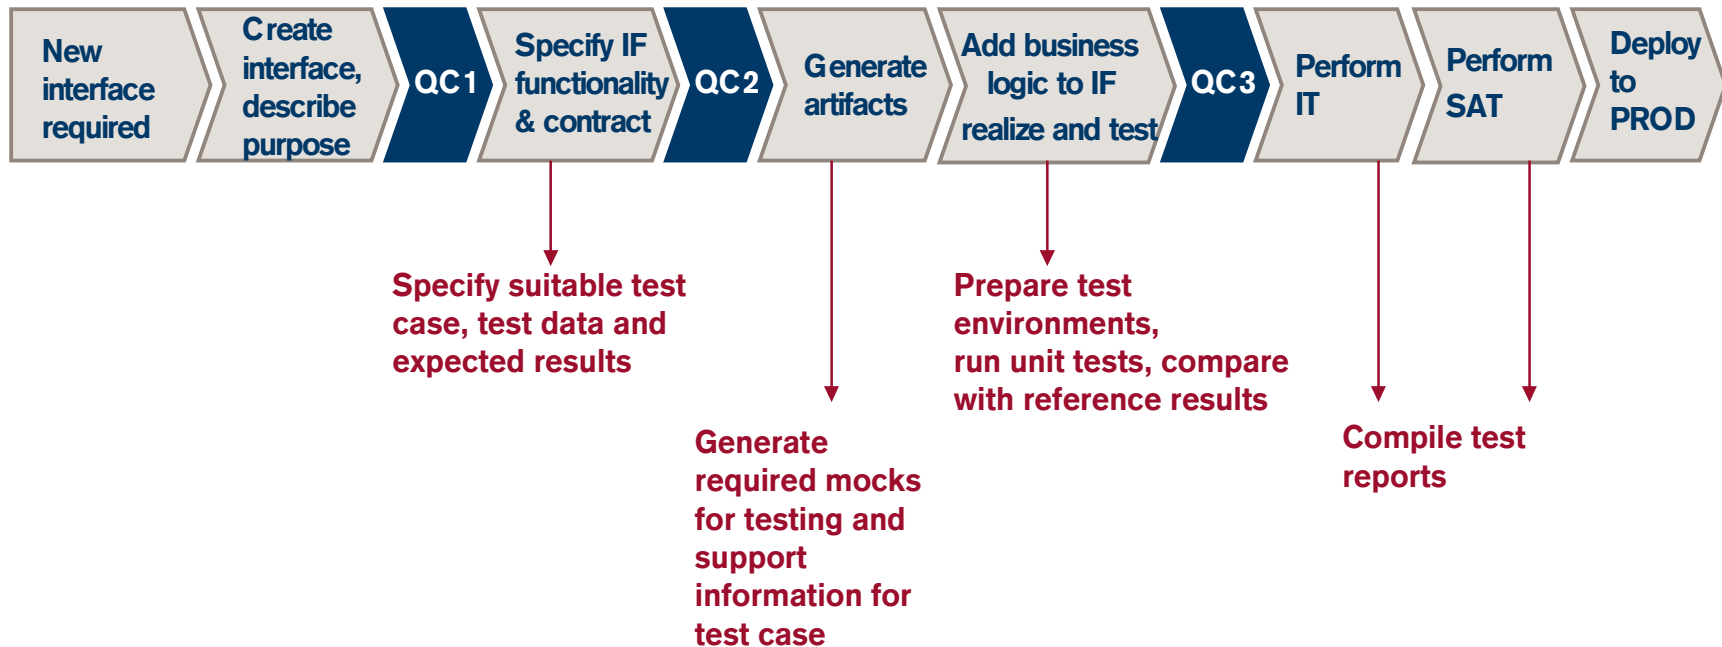 New
interface
required
Create
interface,
describe
purpose
QC1
Specify IF
functionality
& contract
QC2
Generate
artifacts
Add business
logic to IF
realize and test
QC3
Perform
IT
Perform
SAT
Deploy
to
PROD
Specify suitable test
case, test data and
expected results
Generate
required mocks
for testing and
support
information for
test case
Prepare test
environments,
run unit tests, compare
with reference results
Compile test
reports